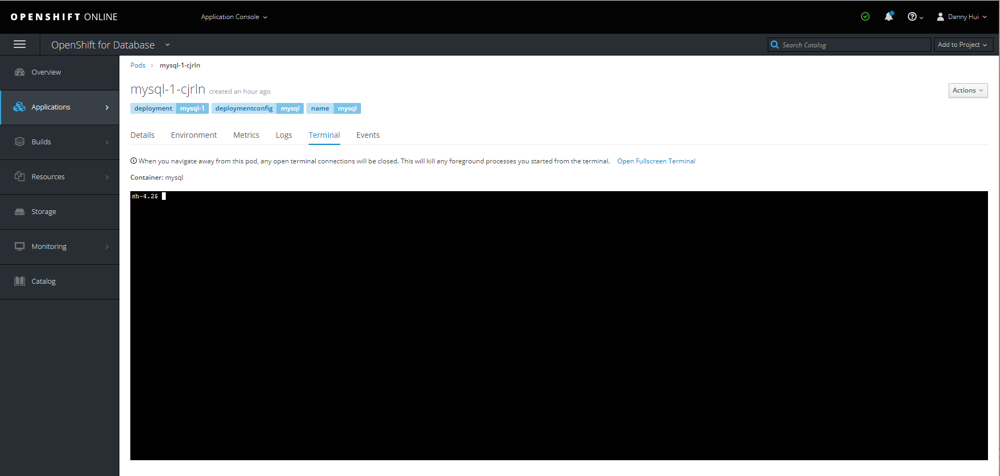 OPENSHIFT ONLINE
Application Console
Danny Hui
OpenShift for Database
Search Catalog
Add to Project
Overview
Applications
Builds
Resources
Storage
Monitoring
Catalog
Pods > mysql-1-cjrln
mysql-1-cjrln created an hour ago
Actions
deployment mysql-1 deploymentconfig mysql name mysql
Details Environment Metrics Logs Terminal Events
When you navigate away from this pod, any open terminal connections will be closed. This will kill any foreground processes you started from the terminal. Open Fullscreen Terminal
Container: mysql
sh-4.2$